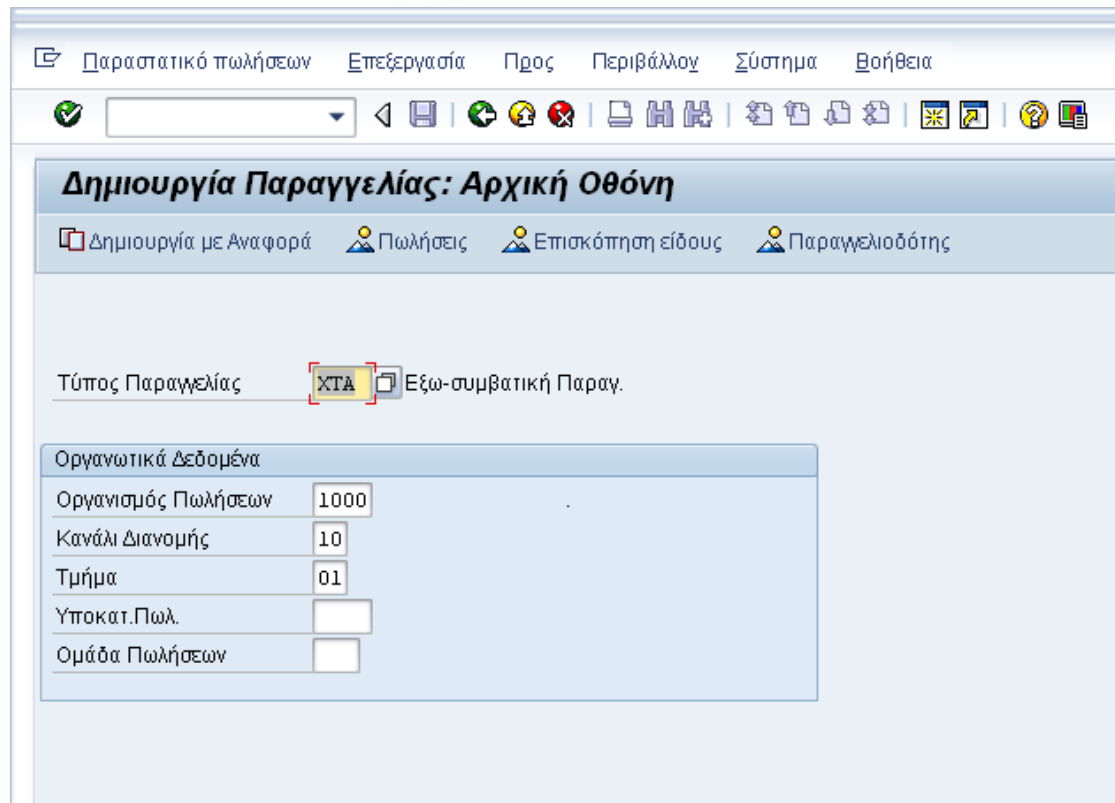 Παραστατικό πωλήσεων Επεξεργασία Προς Περιβάλλον Σύστημα Βοήθεια
Δημιουργία Παραγγελίας: Αρχική Οθόνη
Δημιουργία με Αναφορά Πωλήσεις Επισκόπηση είδους Παραγγελιοδότης
Τύπος Παραγγελίας XTA Εξω-συμβατική Παραγ.
Οργανωτικά Δεδομένα
Οργανισμός Πωλήσεων 1000
Κανάλι Διανομής 10
Τμήμα 01
Υποκατ.Πωλ.
Ομάδα Πωλήσεων